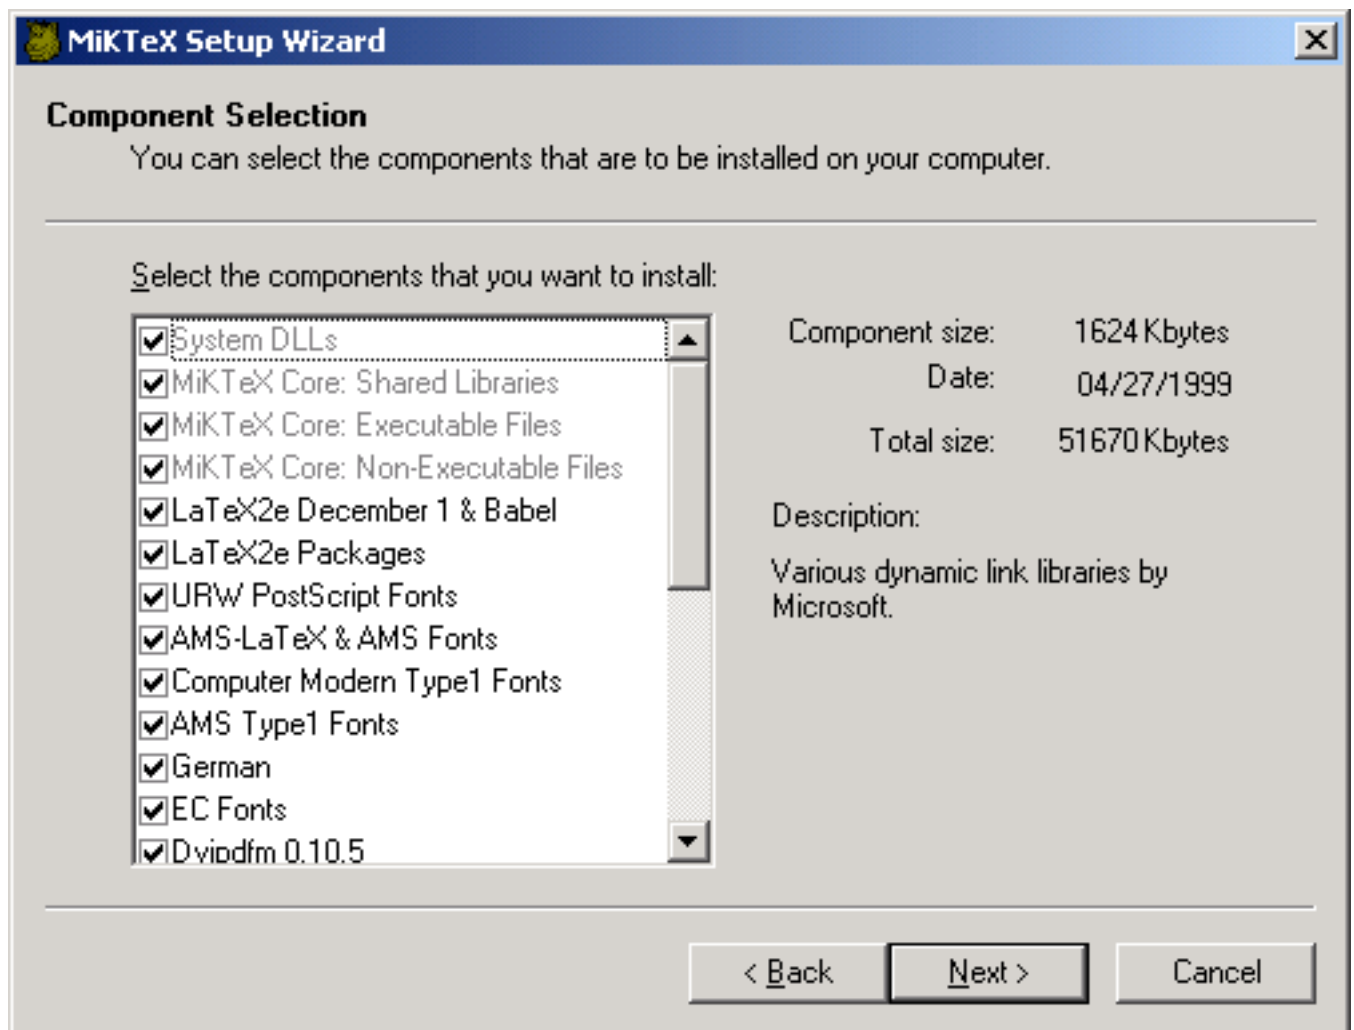 MiKTeX Setup Wizard
Component Selection
You can select the components that are to be installed on your computer.
Select the components that you want to install:
System DLLs
MiKTeX Core: Shared Libraries
MiKTeX Core: Executable Files
MiKTeX Core: Non-Executable Files
LaTeX2e December 1 & Babel
LaTeX2e Packages
URW PostScript Fonts
AMS-LaTeX & AMS Fonts
Computer Modern Type1 Fonts
AMS Type1 Fonts
German
EC Fonts
Dvipdfm 0.10.5
Component size: 1624 Kbytes
Date: 04/27/1999
Total size: 51670 Kbytes
Description:
Various dynamic link libraries by
Microsoft.
< Back Next > Cancel